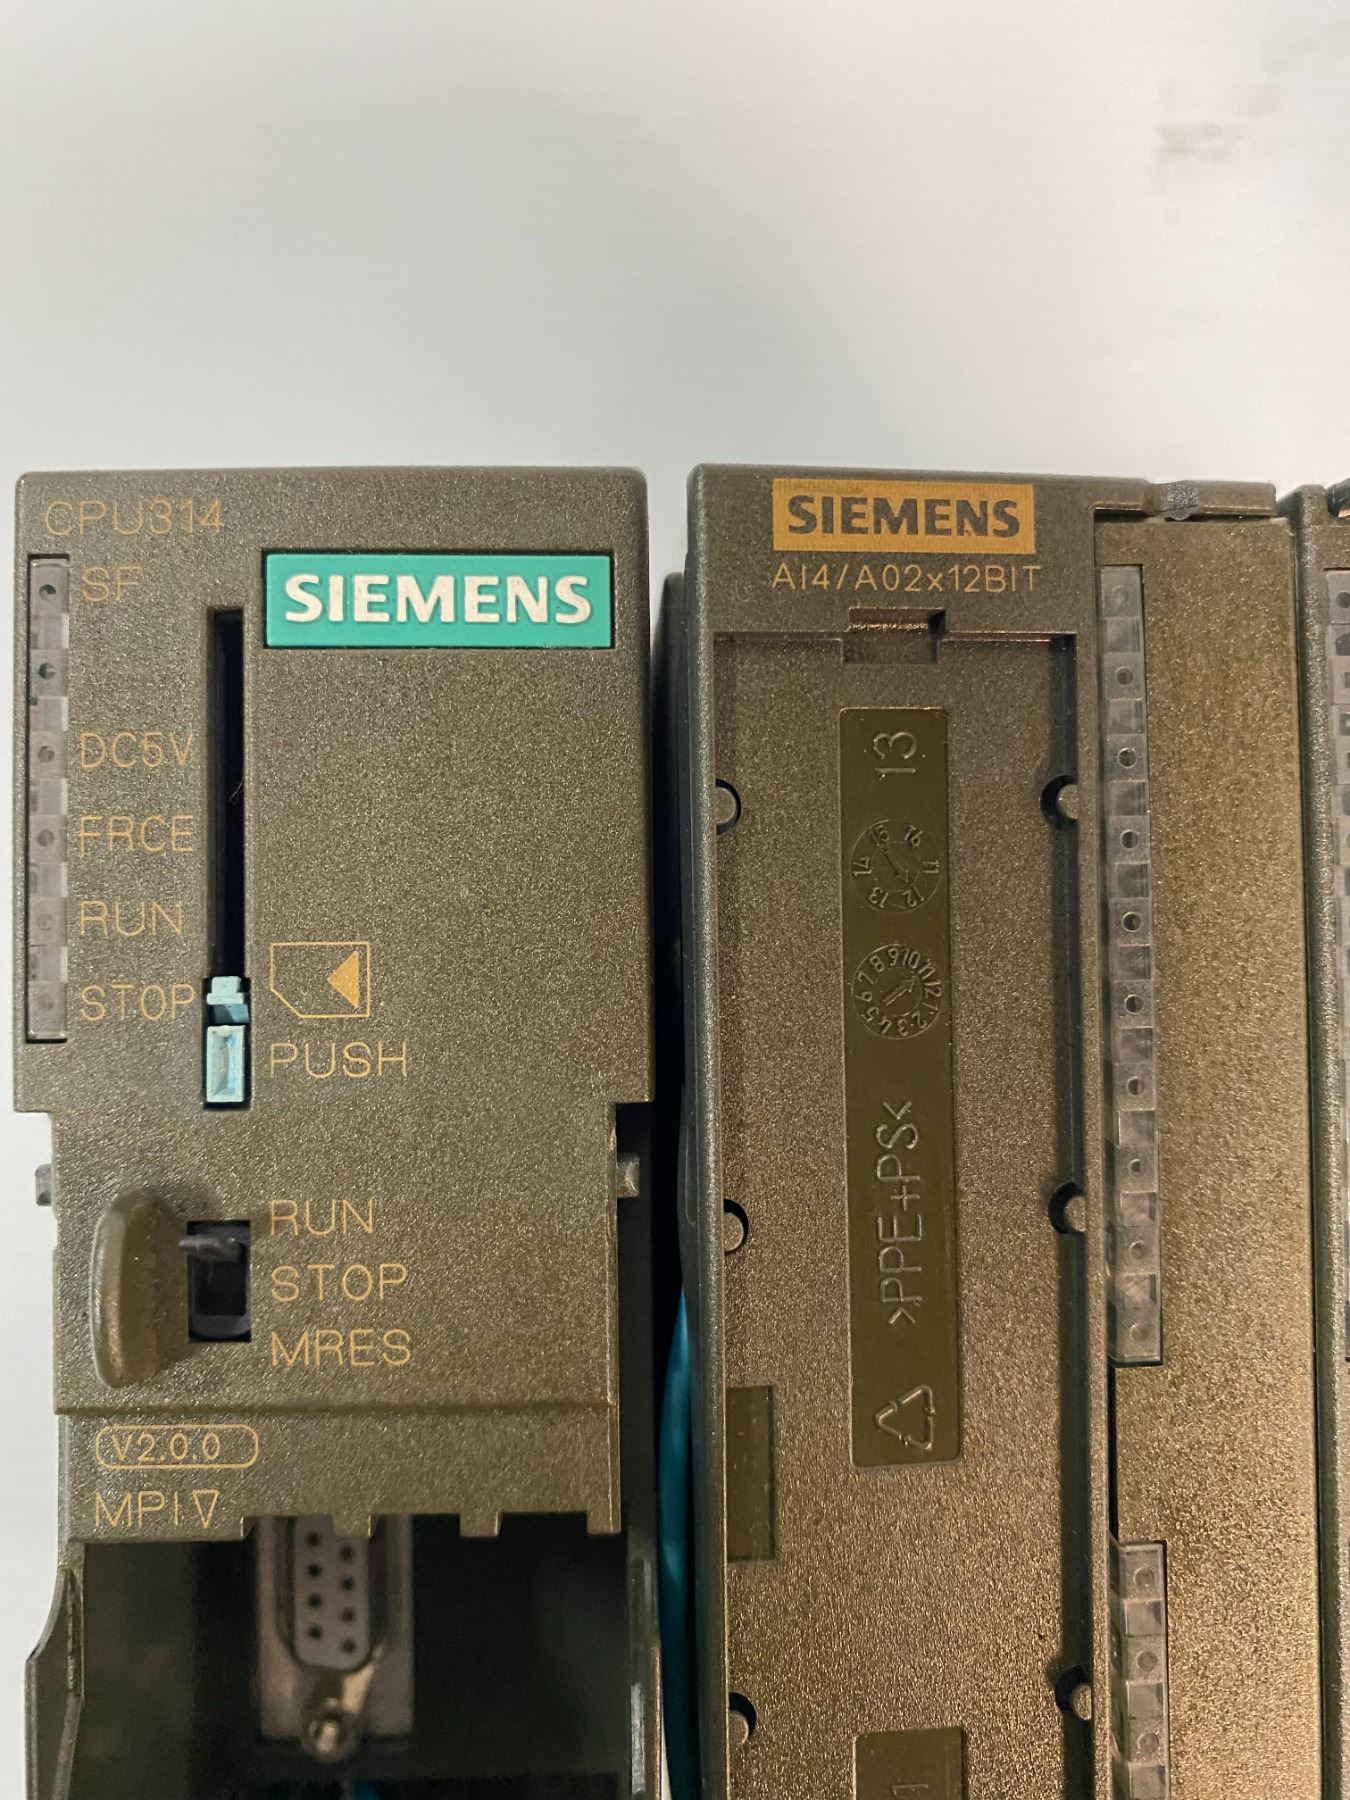 CPU314
SF
SIEMENS
DC5V
FRCE
RUN
STOP
PUSH
RUN
STOP
MRES
V2.0.0
MPI
SIEMENS
AI4/AO2x12BIT
13
>PPE+PS<